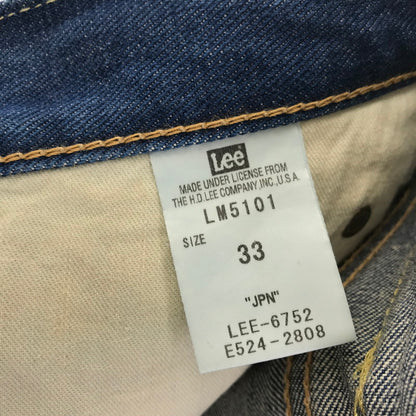 Lee
MADE UNDER LICENSE FROM
THE H.D.LEE COMPANY,INC.,U.S.A.
LM5101
SIZE 33
"JPN"
LEE-6752
E524-2808